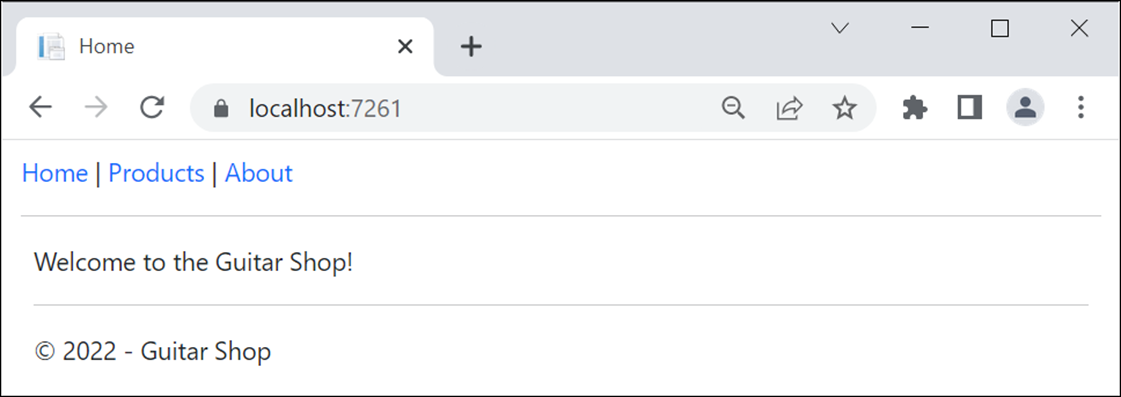 Home
localhost:7261
Home | Products | About
Welcome to the Guitar Shop!
© 2022 - Guitar Shop